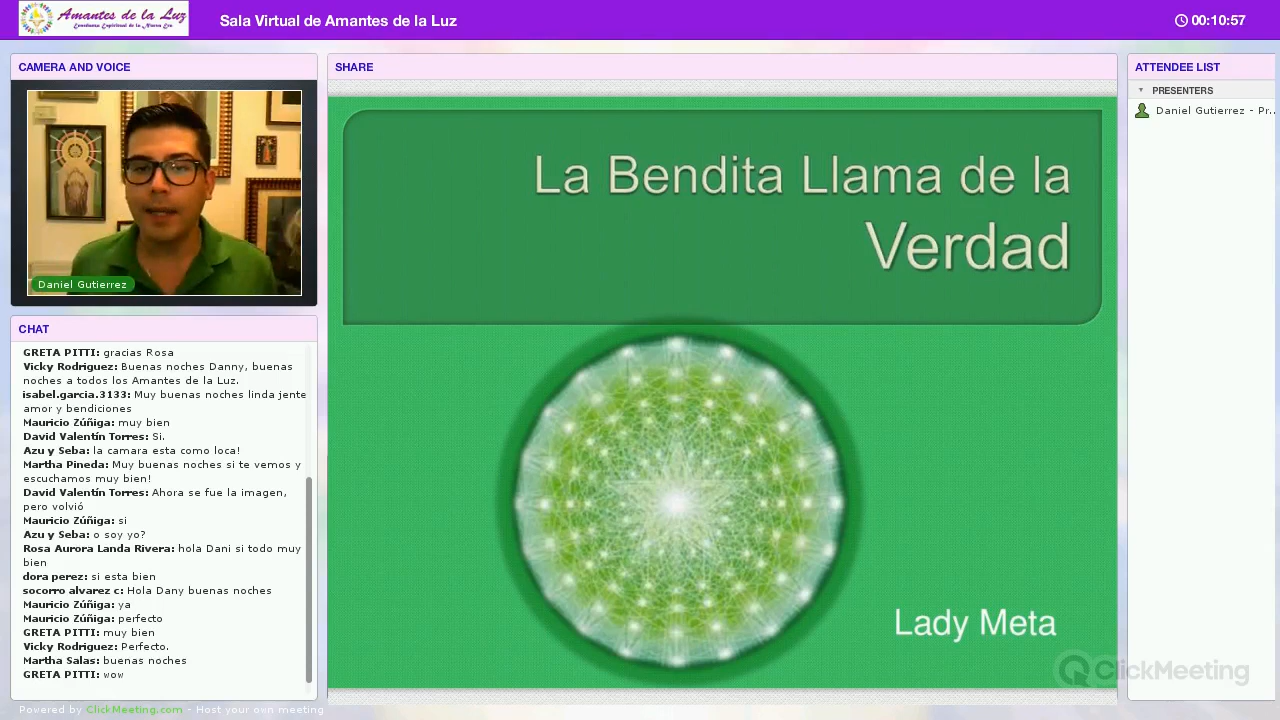 Amantes de la Luz
Enseñanza Espiritual de la Nueva Era
Sala Virtual de Amantes de la Luz
00:10:57
CAMERA AND VOICE
Daniel Gutierrez
CHAT
GRETA PITTI: gracias Rosa
Vicky Rodriguez: Buenas noches Danny, buenas
noches a todos los Amantes de la Luz.
isabel.garcia.3133: Muy buenas noches linda jente
amor y bendiciones
Mauricio Zúñiga: muy bien
David Valentín Torres: Si.
Azu y Seba: la camara esta como loca!
Martha Pineda: Muy buenas noches si te vemos y
escuchamos muy bien!
David Valentín Torres: Ahora se fue la imagen,
pero volvió
Mauricio Zúñiga: si
Azu y Seba: o soy yo?
Rosa Aurora Landa Rivera: hola Dani si todo muy
bien
dora perez: si esta bien
socorro alvarez c: Hola Dany buenas noches
Mauricio Zúñiga: ya
Mauricio Zúñiga: perfecto
GRETA PITTI: muy bien
Vicky Rodriguez: Perfecto.
Martha Salas: buenas noches
GRETA PITTI: wow
Powered by ClickMeeting.com - Host your own meeting
SHARE
La Bendita Llama de la
Verdad
Lady Meta
ClickMeeting
ATTENDEE LIST
PRESENTERS
Daniel Gutierrez - Pr...